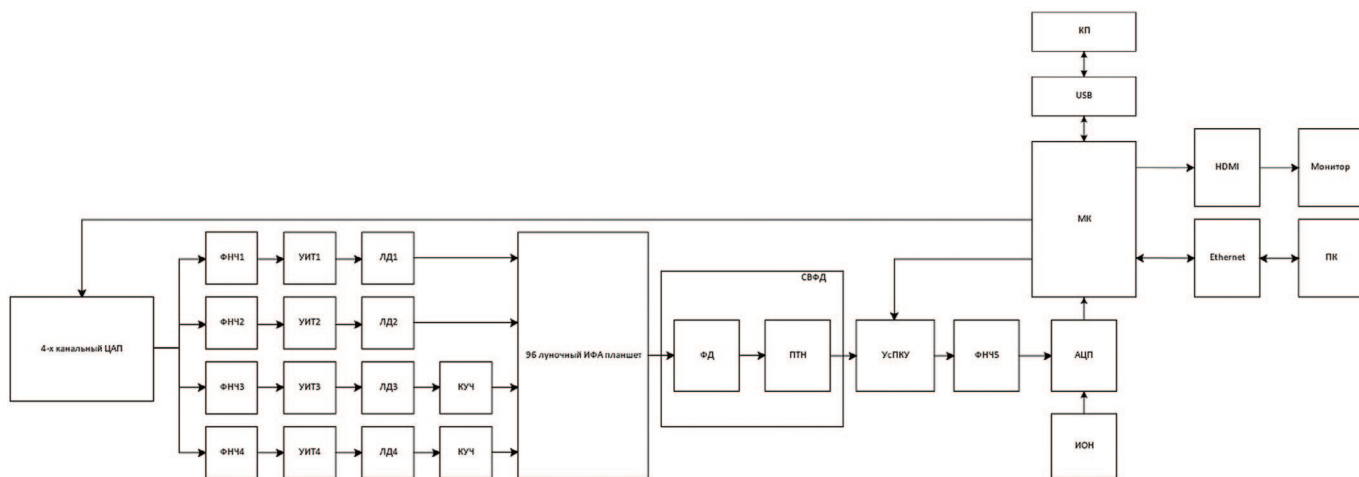 КП
USB
HDMI
Монитор
МК
ФНЧ1
УИТ1
ЛД1
Ethernet
ПК
СВФД
ФНЧ2
УИТ2
ЛД2
4-х канальный ЦАП
96 луночный ИФА планшет
ФД
ПТН
УсПКУ
ФНЧ5
АЦП
ФНЧ3
УИТ3
ЛД3
КУЧ
ФНЧ4
УИТ4
ЛД4
КУЧ
ИОН